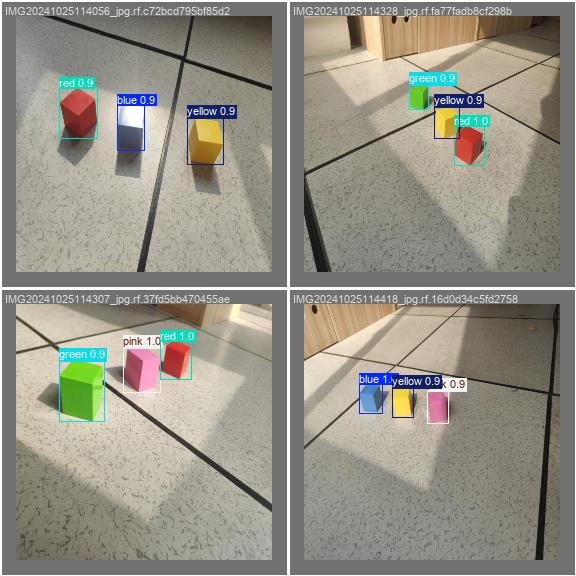 IMG20241025114056_jpg.rf.c72bcd795bf85d2
red 0.9
blue 0.9
yellow 0.9
IMG20241025114328_jpg.rf.fa77fadb8cf298b
green 0.9
yellow 0.9
red 1.0
IMG20241025114307_jpg.rf.37fd5bb470455ae
green 0.9
pink 1.0
red 1.0
IMG20241025114418_jpg.rf.16d0d34c5fd2758
blue 1.
yellow 0.9
k 0.9